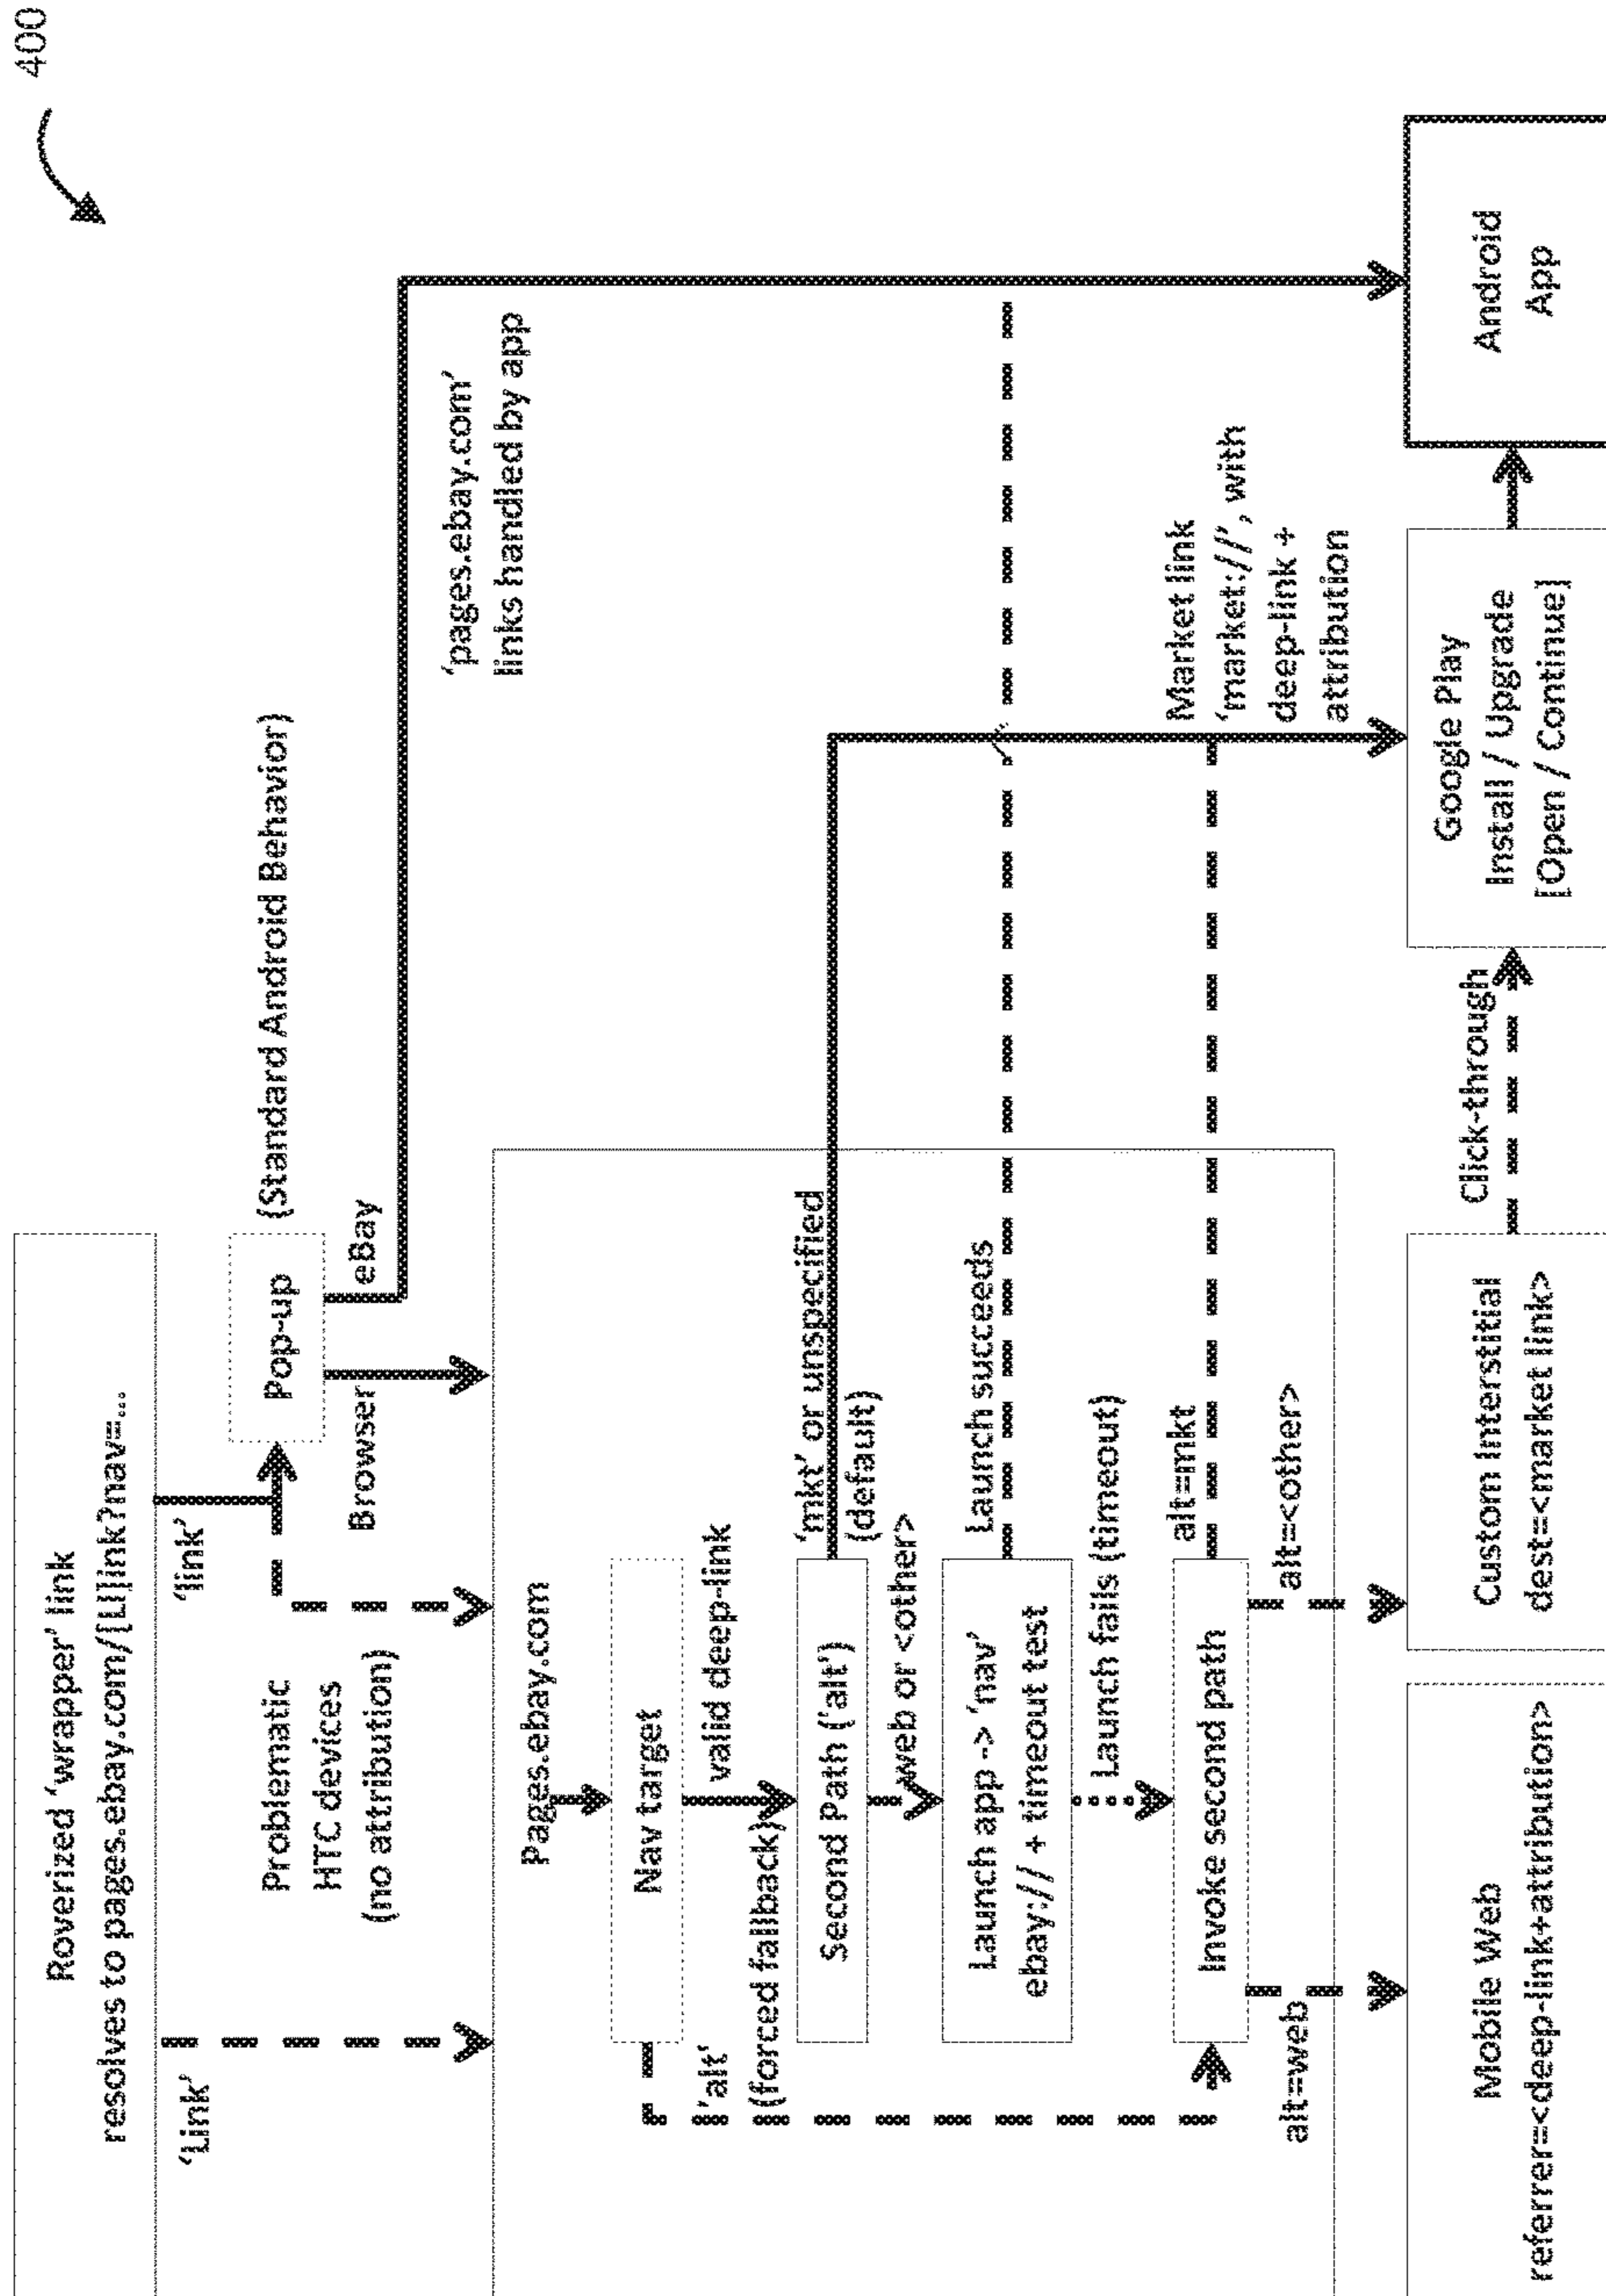 400
Roverized 'wrapper' link
resolves to pages.ebay.com/[L]link?nav=...
'Link'
'link'
Problematic
HTC devices
(no attribution)
Pop-up
(Standard Android Behavior)
Browser
eBay
'pages.ebay.com'
links handled by app
Pages.ebay.com
Nav target
'alt'
(forced fallback)
valid deep-link
Second Path ('alt')
'mkt' or unspecified
(default)
web or <other>
Launch app -> 'nav'
ebay:// + timeout test
Launch succeeds
Launch fails (timeout)
Invoke second path
alt=mkt
alt=web
alt=<other>
Market link
'market://', with
deep-link +
attribution
Mobile Web
referrer=<deep-link+attribution>
Custom Interstitial
dest=<market link>
Click-through
Google Play
Install / Upgrade
[Open / Continue]
Android
App